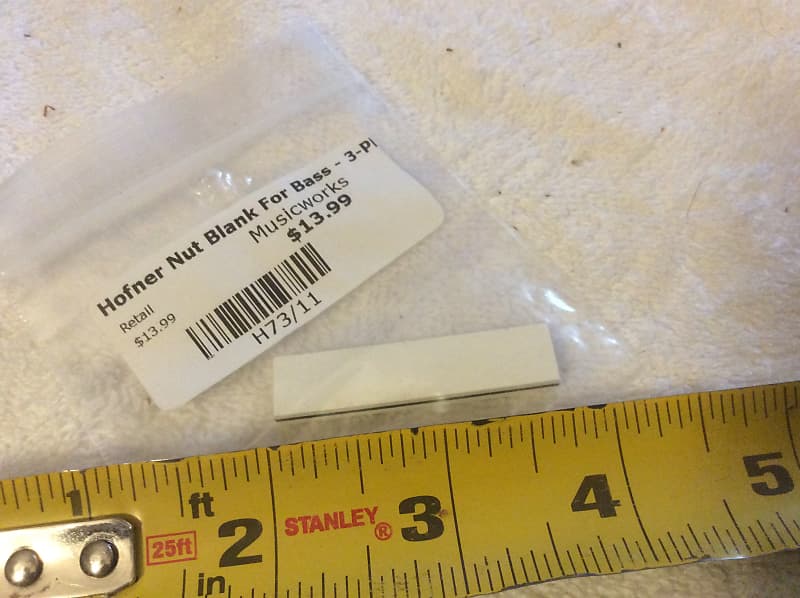 Hofner Nut Blank For Bass - 3-Pl
Musicworks
$13.99
Retail
$13.99
H73/11
1 ft 2 STANLEY® 3 4 5
25ft
in